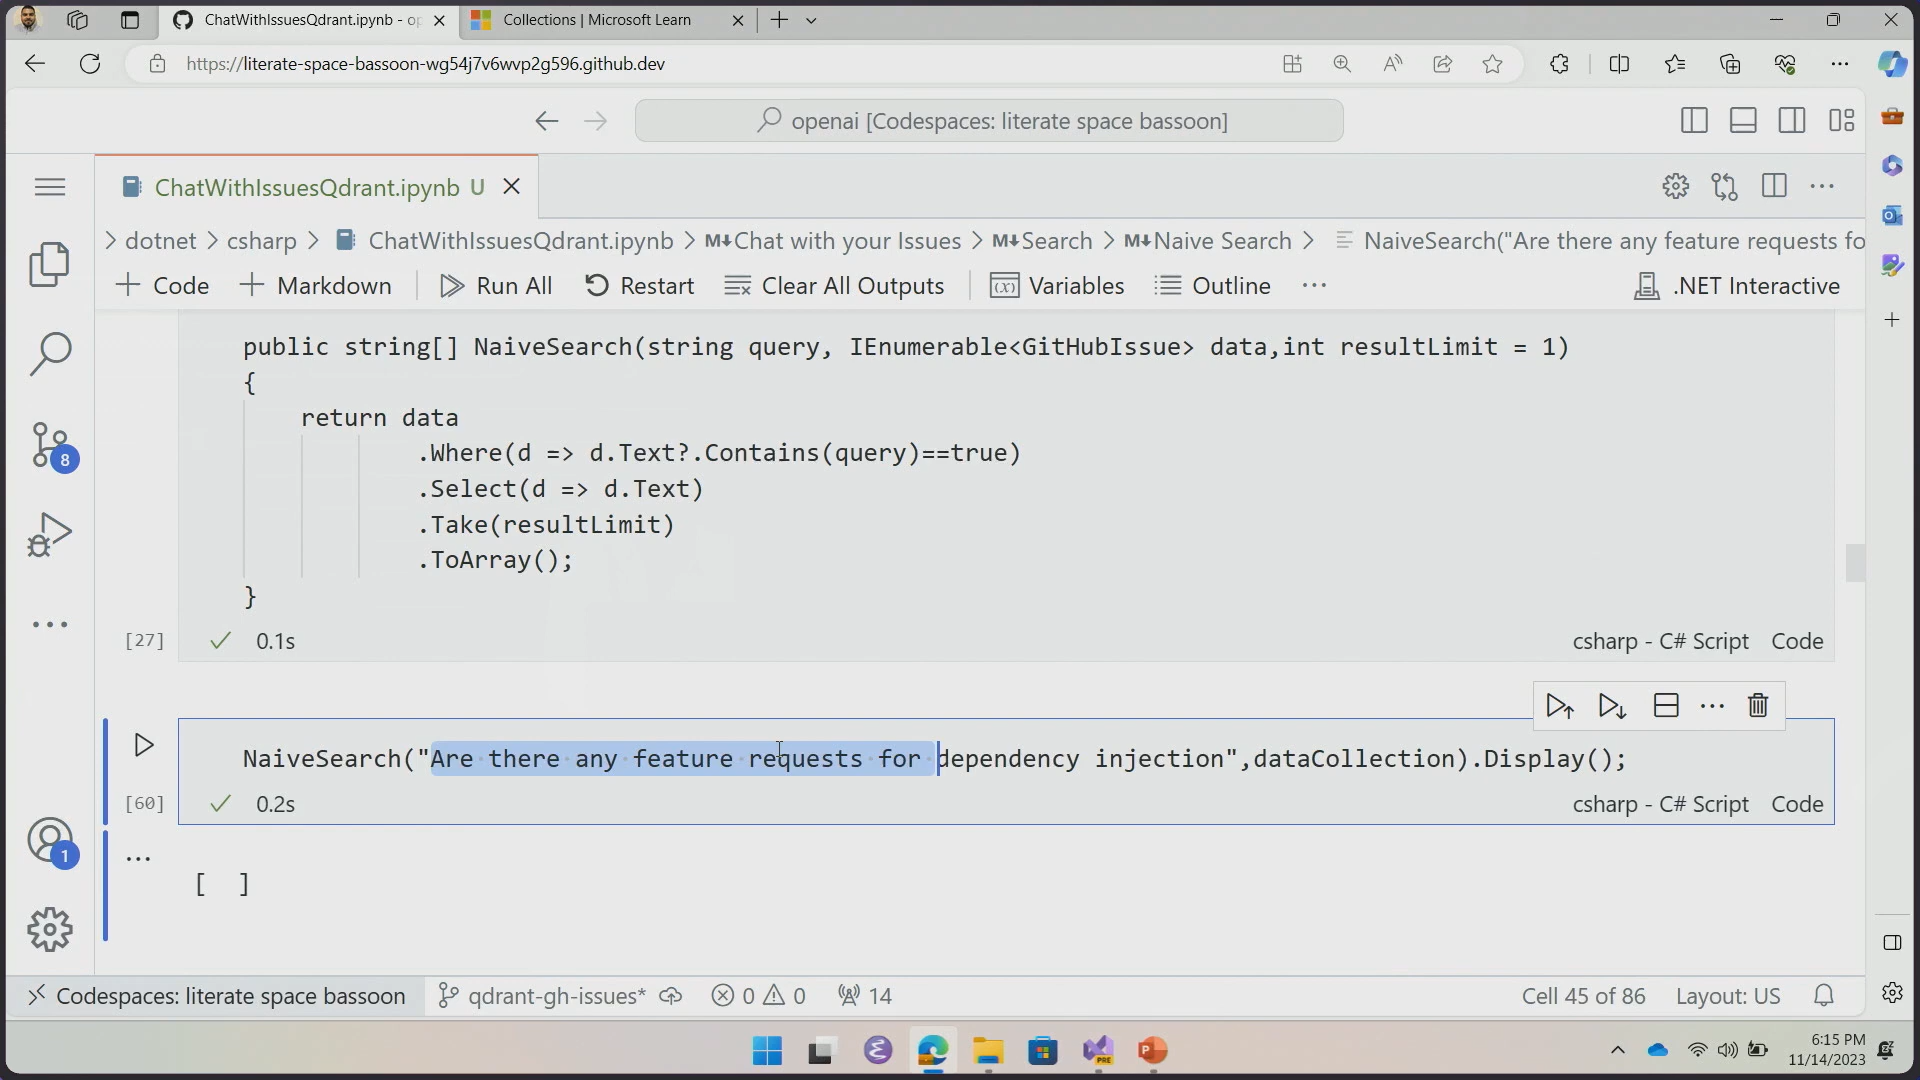 ChatWithIssuesQdrant.ipynb - op
Collections | Microsoft Learn
https://literate-space-bassoon-wg54j7v6wvp2g596.github.dev
openai [Codespaces: literate space bassoon]
ChatWithIssuesQdrant.ipynb U
dotnet > csharp > ChatWithIssuesQdrant.ipynb > M↓Chat with your Issues > M↓Search > M↓Naive Search > NaiveSearch("Are there any feature requests fo
Code Markdown Run All Restart Clear All Outputs Variables Outline ... .NET Interactive
public string[] NaiveSearch(string query, IEnumerable<GitHubIssue> data,int resultLimit = 1)
{
return data
.Where(d => d.Text?.Contains(query)==true)
.Select(d => d.Text)
.Take(resultLimit)
.ToArray();
}
[27] 0.1s csharp - C# Script Code
NaiveSearch("Are there any feature requests for dependency injection",dataCollection).Display();
[60] 0.2s csharp - C# Script Code
[ ]
8
1
Codespaces: literate space bassoon qdrant-gh-issues* 0 0 14 Cell 45 of 86 Layout: US
PRE
6:15 PM
11/14/2023